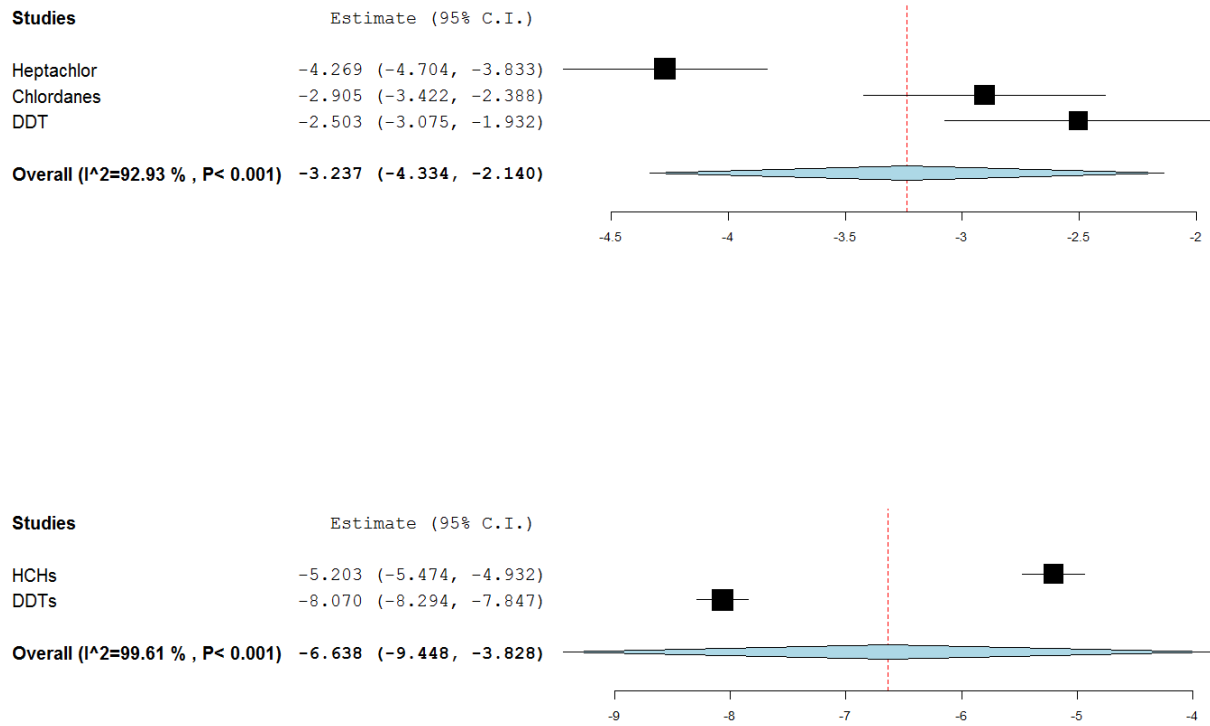 Studies Estimate (95% C.I.)
Heptachlor -4.269 (-4.704, -3.833)
Chlordanes -2.905 (-3.422, -2.388)
DDT -2.503 (-3.075, -1.932)
Overall (I^2=92.93 % , P< 0.001) -3.237 (-4.334, -2.140)
-4.5 -4 -3.5 -3 -2.5 -2
Studies Estimate (95% C.I.)
HCHs -5.203 (-5.474, -4.932)
DDTs -8.070 (-8.294, -7.847)
Overall (I^2=99.61 % , P< 0.001) -6.638 (-9.448, -3.828)
-9 -8 -7 -6 -5 -4